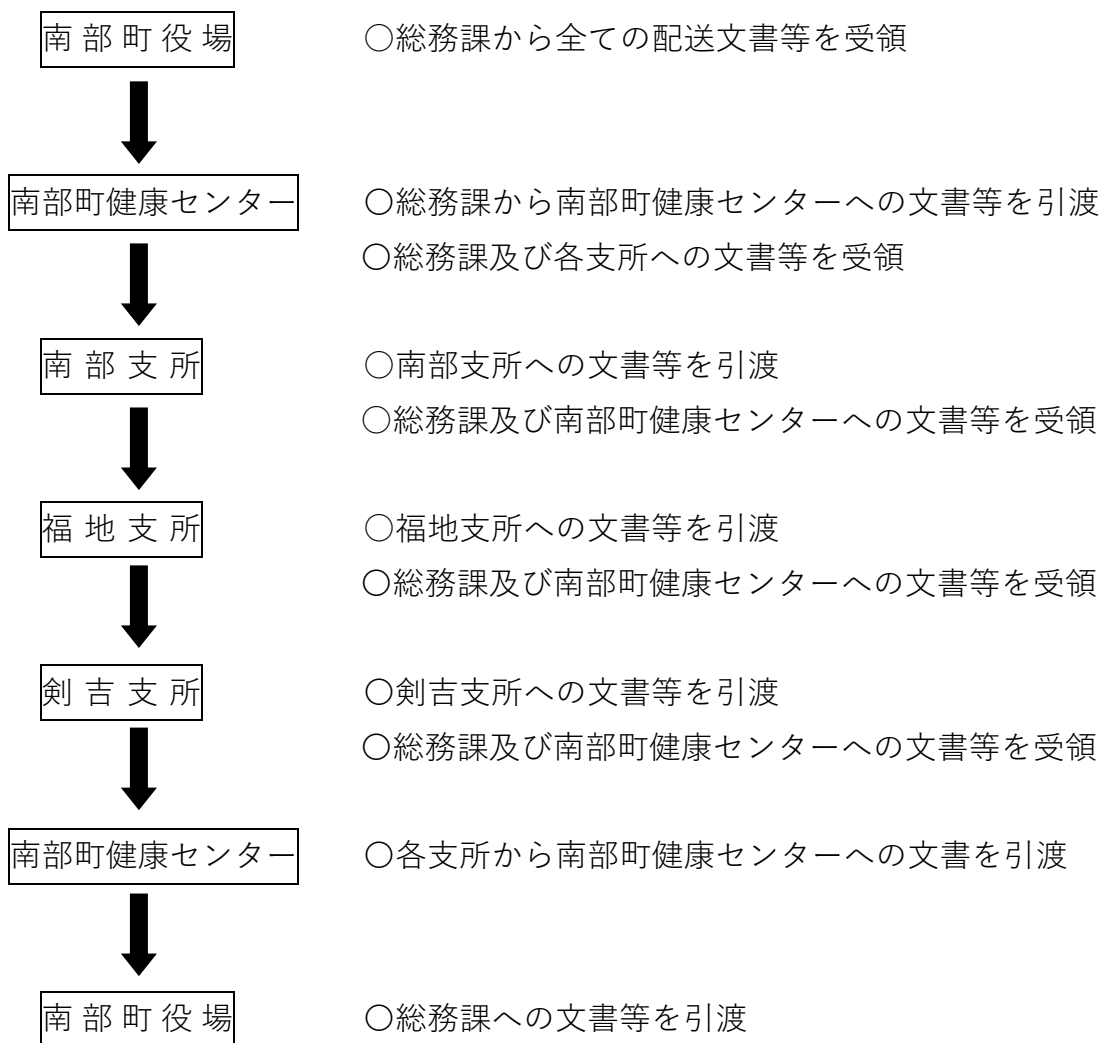 南部町役場 ○総務課から全ての配送文書等を受領
南部町健康センター ○総務課から南部町健康センターへの文書等を引渡
○総務課及び各支所への文書等を受領
南部支所 ○南部支所への文書等を引渡
○総務課及び南部町健康センターへの文書等を受領
福地支所 ○福地支所への文書等を引渡
○総務課及び南部町健康センターへの文書等を受領
剣吉支所 ○剣吉支所への文書等を引渡
○総務課及び南部町健康センターへの文書等を受領
南部町健康センター ○各支所から南部町健康センターへの文書を引渡
南部町役場 ○総務課への文書等を引渡